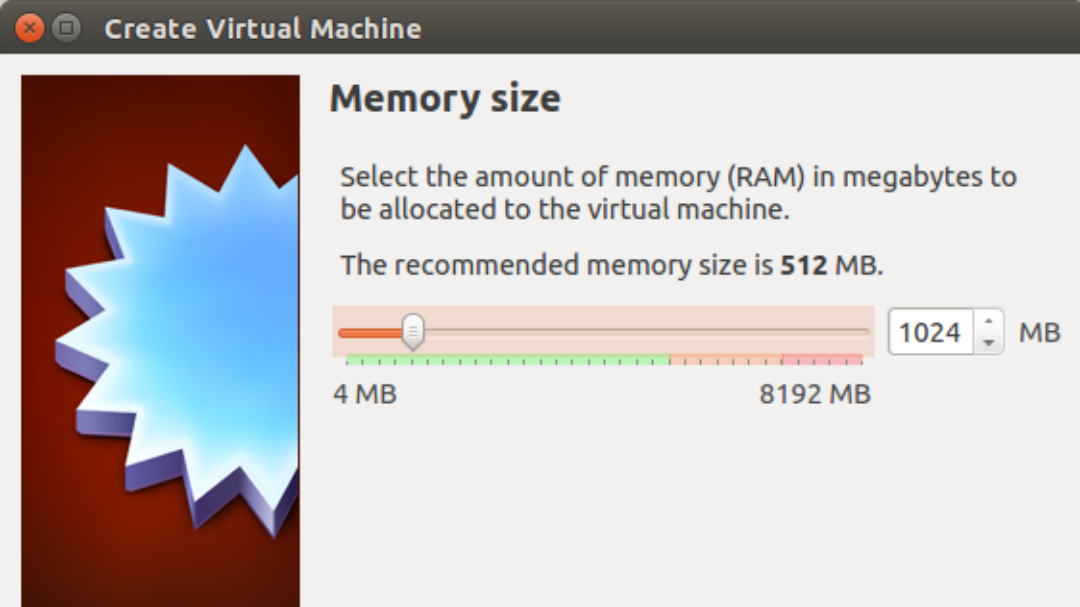 Create Virtual Machine
Memory size
Select the amount of memory (RAM) in megabytes to
be allocated to the virtual machine.
The recommended memory size is 512 MB.
1024 MB
4 MB 8192 MB